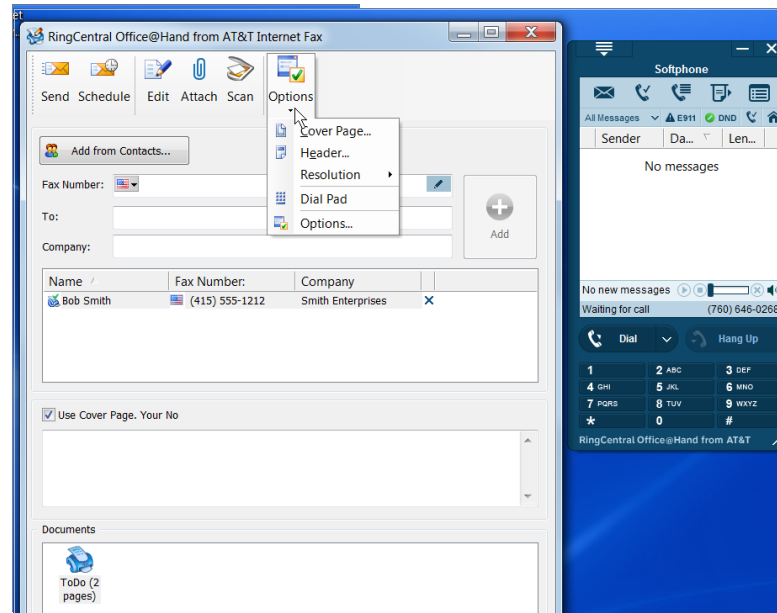 et
RingCentral Office@Hand from AT&T Internet Fax
Send Schedule Edit Attach Scan Options
Cover Page...
Header...
Resolution
Dial Pad
Options...
Add from Contacts...
Fax Number:
To:
Company:
Add
Name Fax Number: Company
Bob Smith (415) 555-1212 Smith Enterprises
Use Cover Page. Your No
Documents
ToDo (2
pages)
Softphone
All Messages E911 DND
Sender Da... Len...
No messages
No new messages
Waiting for call (760) 646-0268
Dial Hang Up
1 2 ABC 3 DEF
4 GHI 5 JKL 6 MNO
7 PQRS 8 TUV 9 WXYZ
* 0 #
RingCentral Office@Hand from AT&T